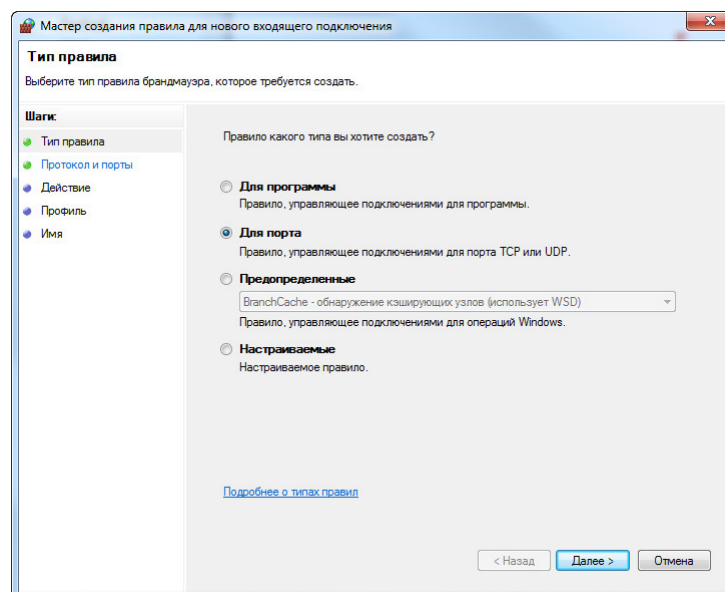 Мастер создания правила для нового входящего подключения
Тип правила
Выберите тип правила брандмауэра, которое требуется создать.
Шаги:
Тип правила
Протокол и порты
Действие
Профиль
Имя
Правило какого типа вы хотите создать?
Для программы
Правило, управляющее подключениями для программы.
Для порта
Правило, управляющее подключениями для порта TCP или UDP.
Предопределенные
BranchCache - обнаружение кэширующих узлов (использует WSD)
Правило, управляющее подключениями для операций Windows.
Настраиваемые
Настраиваемое правило.
Подробнее о типах правил
< Назад
Далее >
Отмена